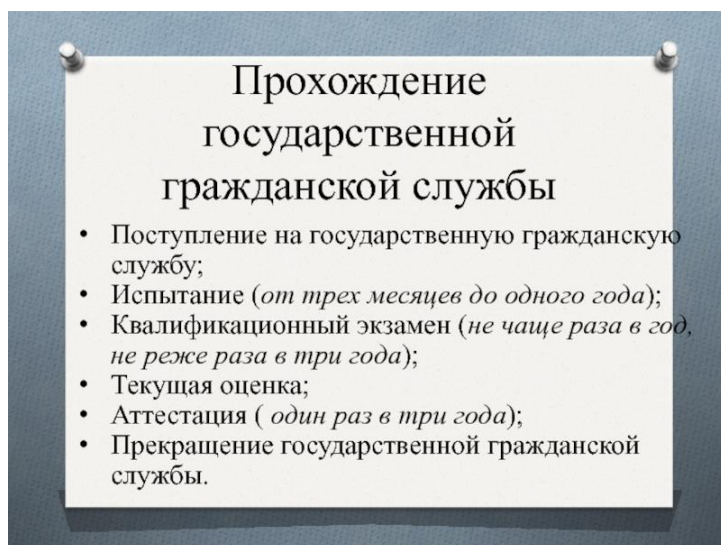 Прохождение
государственной
гражданской службы
• Поступление на государственную гражданскую
службу;
• Испытание (от трех месяцев до одного года);
• Квалификационный экзамен (не чаще раза в год,
не реже раза в три года);
• Текущая оценка;
• Аттестация ( один раз в три года);
• Прекращение государственной гражданской
службы.